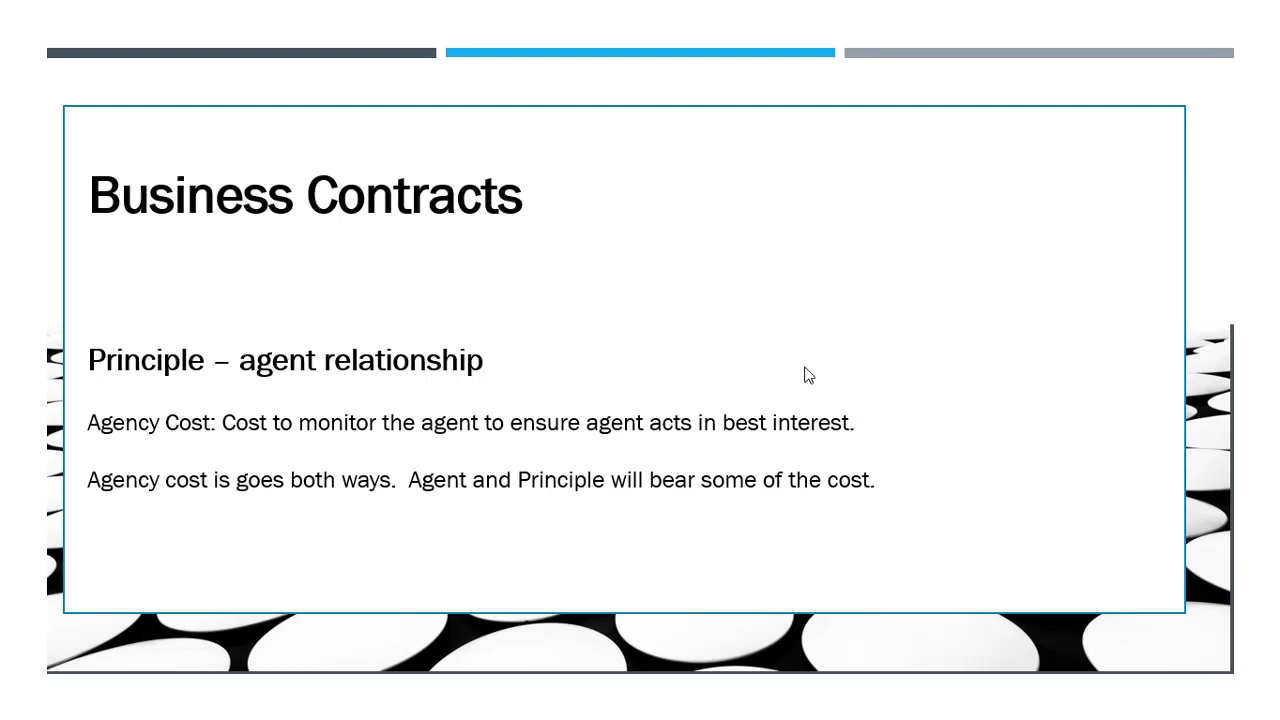 Business Contracts
Principle – agent relationship
Agency Cost: Cost to monitor the agent to ensure agent acts in best interest.
Agency cost is goes both ways.  Agent and Principle will bear some of the cost.